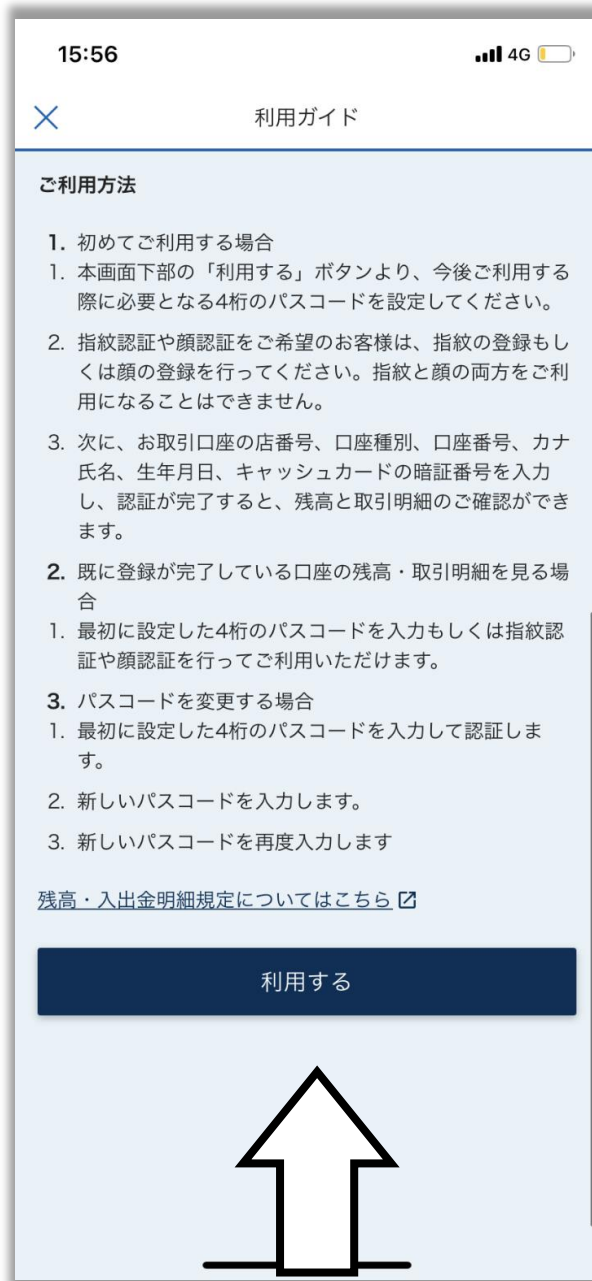 15:56
4G
利用ガイド
ご利用方法
1. 初めてご利用する場合
1. 本画面下部の「利用する」ボタンより、今後ご利用する
際に必要となる4桁のパスコードを設定してください。
2. 指紋認証や顔認証をご希望のお客様は、指紋の登録もし
くは顔の登録を行ってください。指紋と顔の両方をご利
用になることはできません。
3. 次に、お取引口座の店番号、口座種別、口座番号、カナ
氏名、生年月日、キャッシュカードの暗証番号を入力
し、認証が完了すると、残高と取引明細のご確認ができ
ます。
2. 既に登録が完了している口座の残高・取引明細を見る場
合
1. 最初に設定した4桁のパスコードを入力もしくは指紋認
証や顔認証を行ってご利用いただけます。
3. パスコードを変更する場合
1. 最初に設定した4桁のパスコードを入力して認証しま
す。
2. 新しいパスコードを入力します。
3. 新しいパスコードを再度入力します
残高・入出金明細規定についてはこちら
利用する